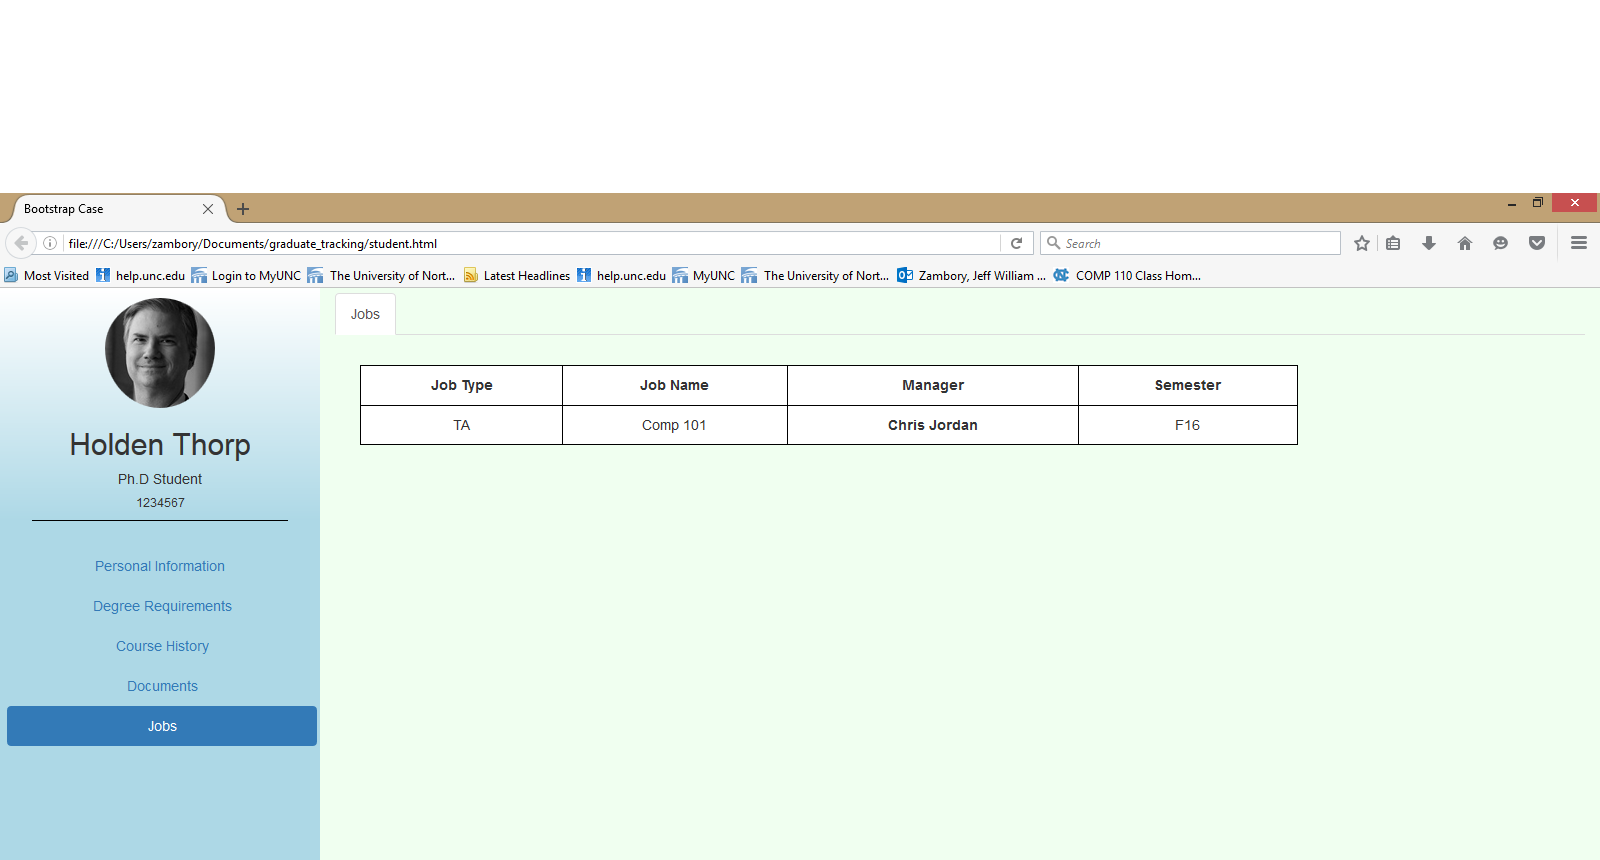 Bootstrap Case
file:///C:/Users/zambory/Documents/graduate_tracking/student.html
Search
Most Visited help.unc.edu Login to MyUNC The University of Nort... Latest Headlines help.unc.edu MyUNC The University of Nort... Zambory, Jeff William ... COMP 110 Class Hom...
Holden Thorp
Ph.D Student
1234567
Personal Information
Degree Requirements
Course History
Documents
Jobs
Jobs
Job Type Job Name Manager Semester
TA Comp 101 Chris Jordan F16